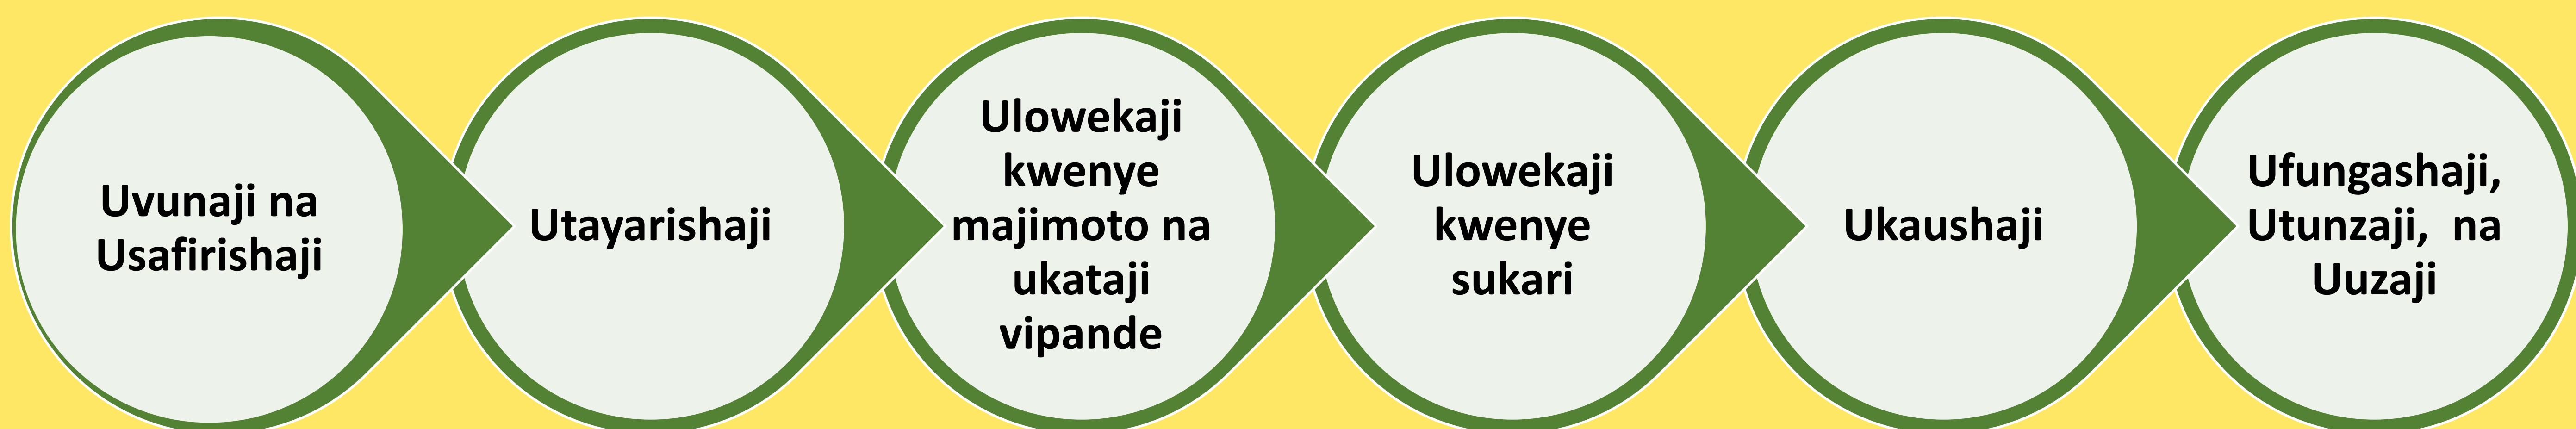 Uvunaji na
Usafirishaji
Utayarishaji
Ulowekaji
kwenye
majimoto na
ukataji
vipande
Ulowekaji
kwenye
sukari
Ukaushaji
Ufungashaji,
Utunzaji, na
Uuzaji